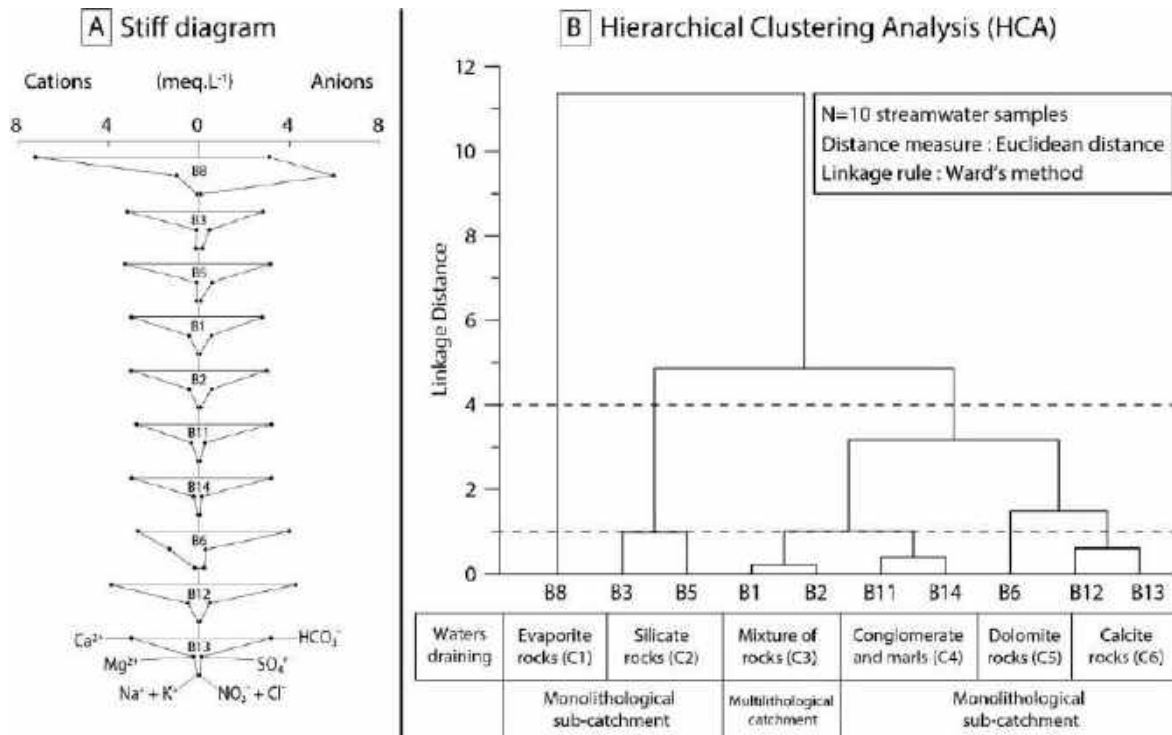 A Stiff diagram
Cations (meq.L⁻¹) Anions
8 4 0 4 8
B8
B3
B5
B1
B2
B11
B14
B6
B12
B13
Ca²⁺ HCO₃⁻
Mg²⁺ SO₄²⁻
Na⁺ + K⁺ NO₃⁻ + Cl⁻
B Hierarchical Clustering Analysis (HCA)
N=10 streamwater samples
Distance measure : Euclidean distance
Linkage rule : Ward's method
Linkage Distance
12
10
8
6
4
2
0
B8 B3 B5 B1 B2 B11 B14 B6 B12 B13
Waters
draining
Evaporite
rocks (C1)
Silicate
rocks (C2)
Mixture of
rocks (C3)
Conglomerate
and marls (C4)
Dolomite
rocks (C5)
Calcite
rocks (C6)
Monolithological
sub-catchment
Multilithological
catchment
Monolithological
sub-catchment